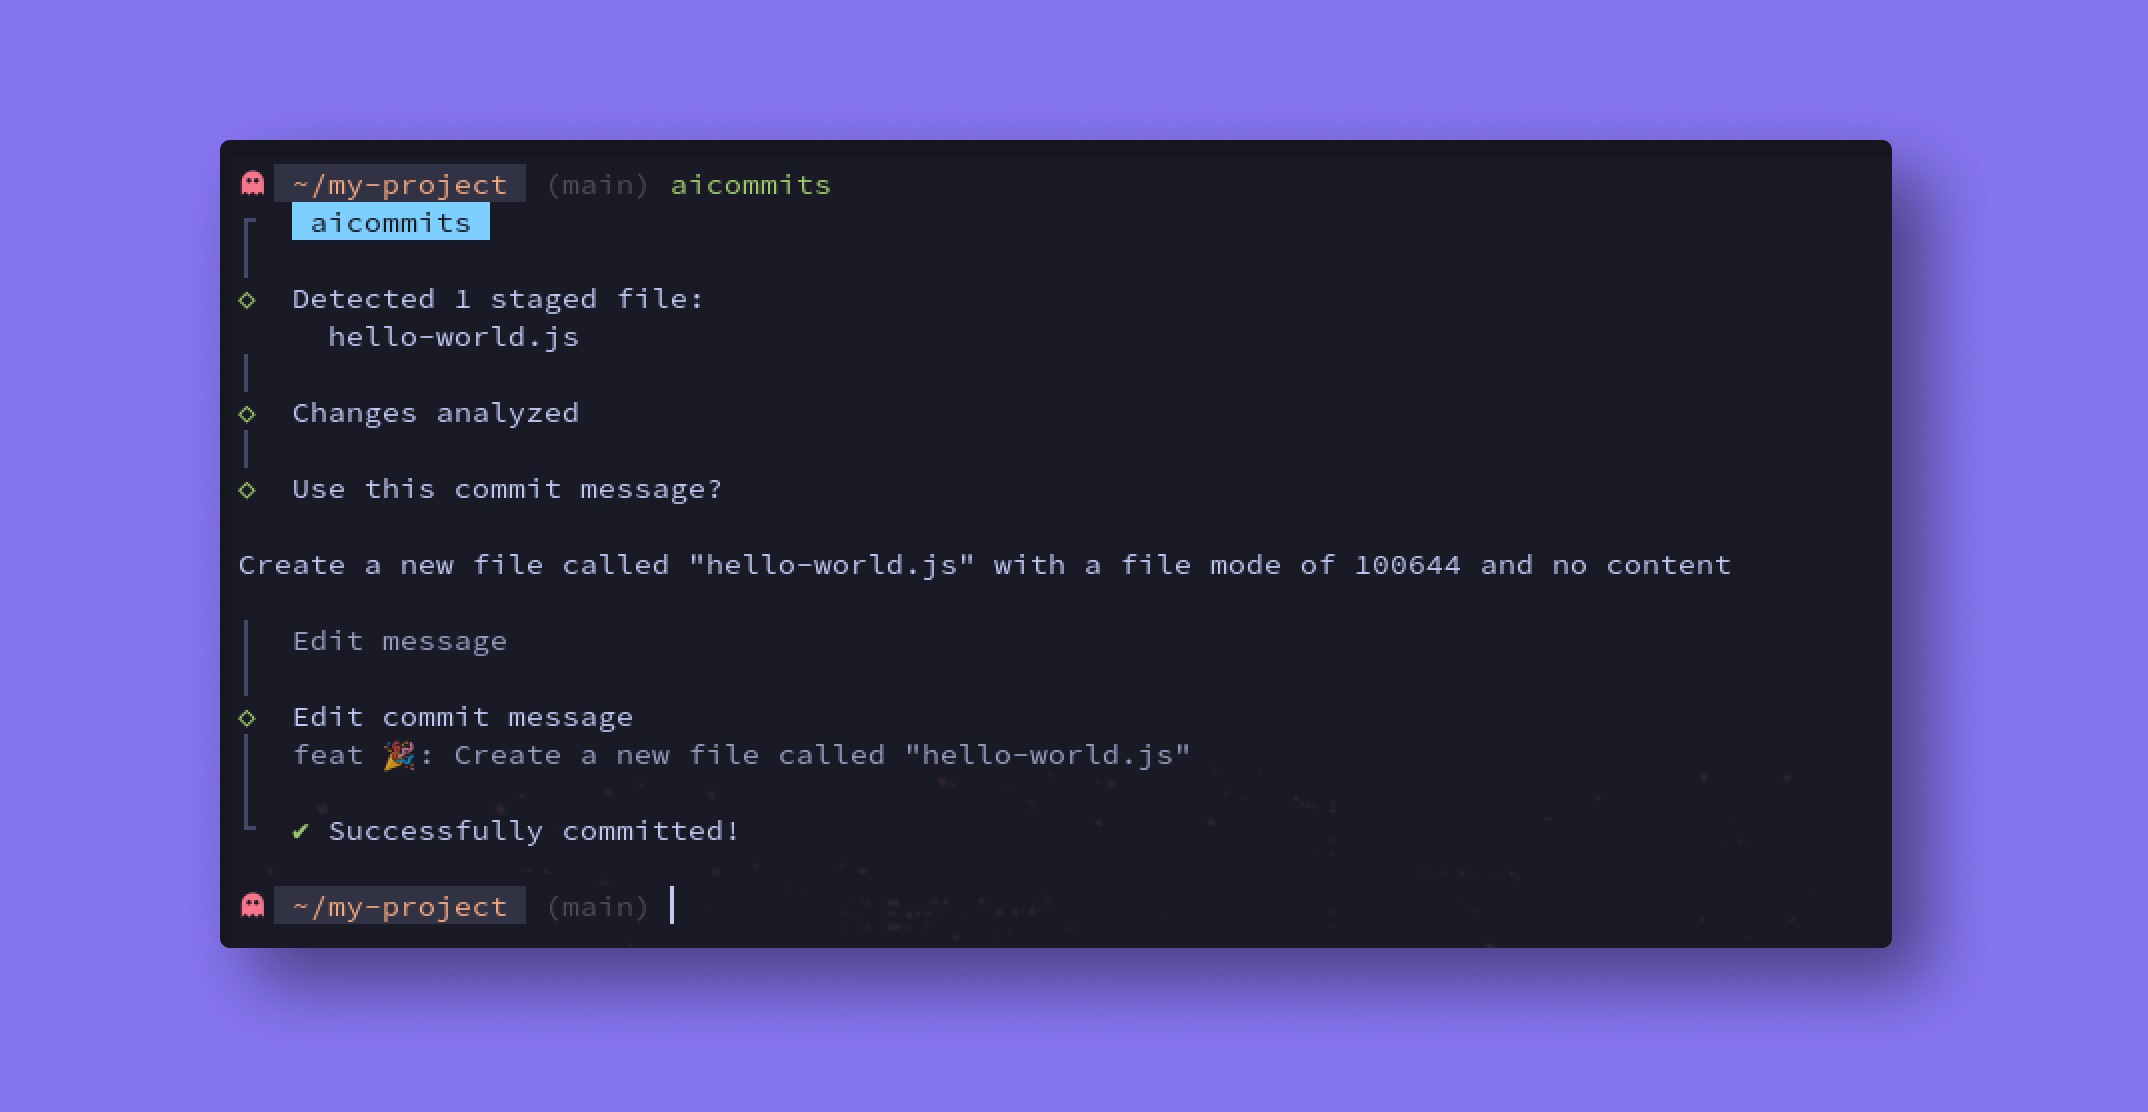 ~/my-project (main) aicommits
aicommits
Detected 1 staged file:
hello-world.js
Changes analyzed
Use this commit message?
Create a new file called "hello-world.js" with a file mode of 100644 and no content
Edit message
Edit commit message
feat 🎉: Create a new file called "hello-world.js"
✔ Successfully committed!
~/my-project (main)